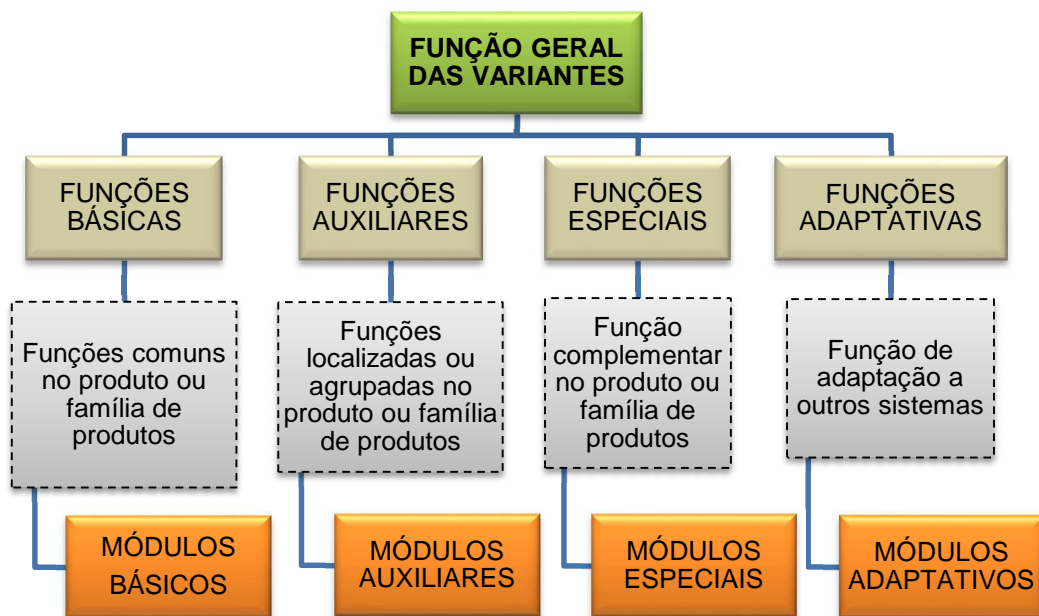 FUNÇÃO GERAL
DAS VARIANTES
FUNÇÕES
BÁSICAS
FUNÇÕES
AUXILIARES
FUNÇÕES
ESPECIAIS
FUNÇÕES
ADAPTATIVAS
Funções comuns
no produto ou
família de
produtos
Funções
localizadas ou
agrupadas no
produto ou família
de produtos
Função
complementar
no produto ou
família de
produtos
Função de
adaptação a
outros sistemas
MÓDULOS
BÁSICOS
MÓDULOS
AUXILIARES
MÓDULOS
ESPECIAIS
MÓDULOS
ADAPTATIVOS